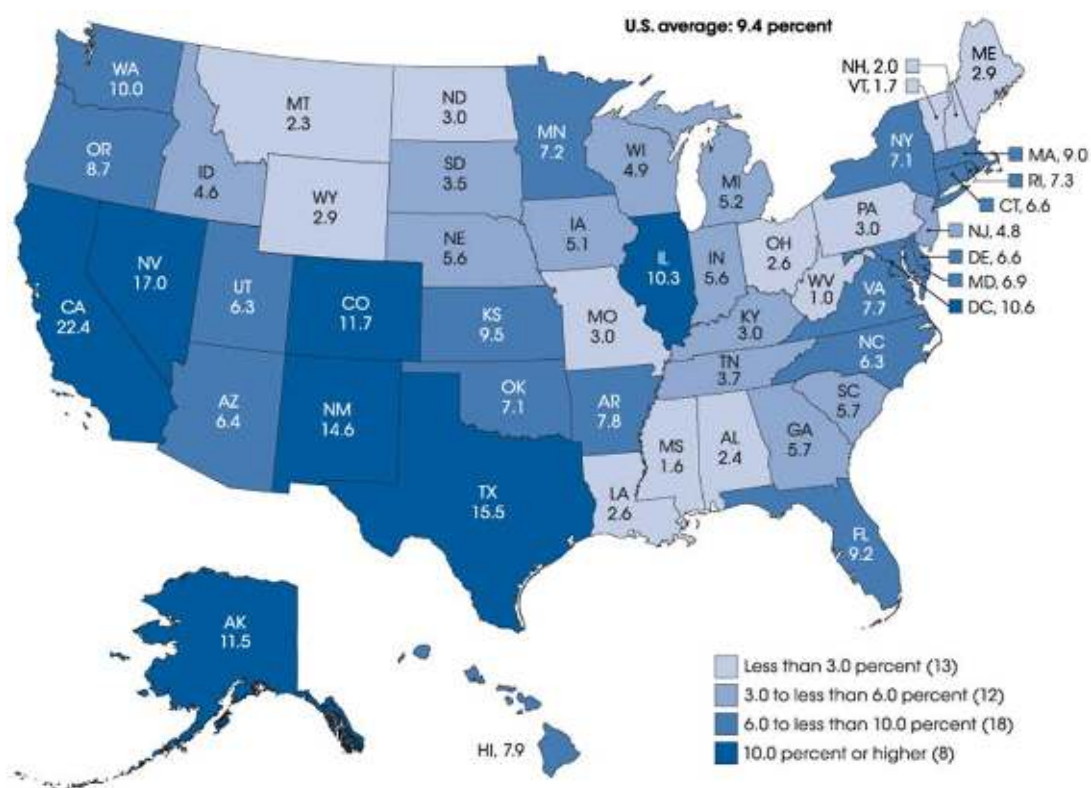 U.S. average: 9.4 percent
WA
10.0
MT
2.3
ND
3.0
MN
7.2
NH, 2.0
VT, 1.7
ME
2.9
OR
8.7
ID
4.6
SD
3.5
WI
4.9
MI
5.2
NY
7.1
MA, 9.0
RI, 7.3
CT, 6.6
WY
2.9
NE
5.6
IA
5.1
PA
3.0
NJ, 4.8
DE, 6.6
MD, 6.9
DC, 10.6
NV
17.0
UT
6.3
CO
11.7
IL
10.3
IN
5.6
OH
2.6
WV
1.0
VA
7.7
CA
22.4
KS
9.5
MO
3.0
KY
3.0
NC
6.3
TN
3.7
AZ
6.4
NM
14.6
OK
7.1
AR
7.8
SC
5.7
MS
1.6
AL
2.4
GA
5.7
TX
15.5
LA
2.6
FL
9.2
AK
11.5
HI, 7.9
Less than 3.0 percent (13)
3.0 to less than 6.0 percent (12)
6.0 to less than 10.0 percent (18)
10.0 percent or higher (8)